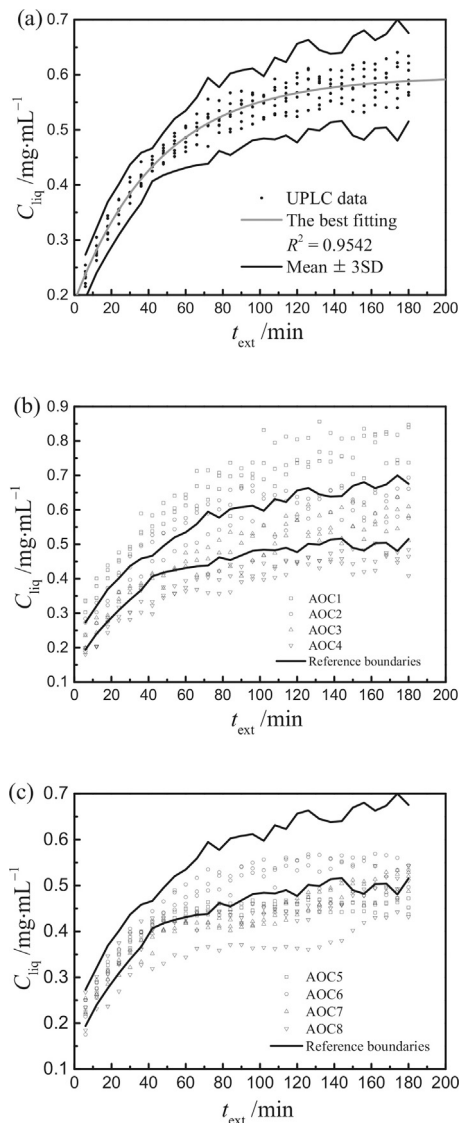 (a)
0.7
0.6
0.5
0.4
0.3
0.2
C_liq /mg·mL⁻¹
UPLC data
The best fitting
R² = 0.9542
Mean ± 3SD
0 20 40 60 80 100 120 140 160 180 200
t_ext /min
(b)
0.9
0.8
0.7
0.6
0.5
0.4
0.3
0.2
0.1
C_liq /mg·mL⁻¹
AOC1
AOC2
AOC3
AOC4
Reference boundaries
0 20 40 60 80 100 120 140 160 180 200
t_ext /min
(c)
0.7
0.6
0.5
0.4
0.3
0.2
0.1
C_liq /mg·mL⁻¹
AOC5
AOC6
AOC7
AOC8
Reference boundaries
0 20 40 60 80 100 120 140 160 180 200
t_ext /min